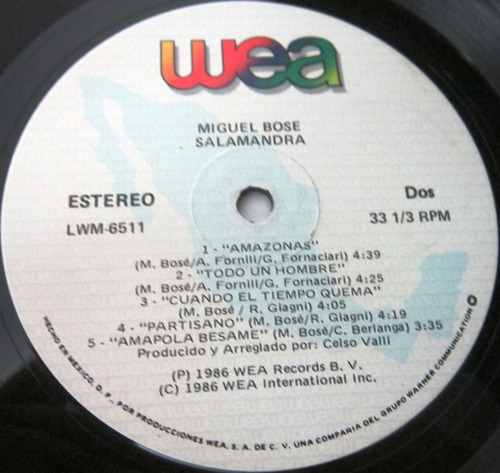 wea
MIGUEL BOSE
SALAMANDRA
ESTEREO
LWM-6511
Dos
33 1/3 RPM
1 - "AMAZONAS"
(M. Bosé/A. Fornili/G. Fornaciari) 4:39
2 - "TODO UN HOMBRE"
(M. Bosé/A. Fornili/G. Fornaciari) 4:25
3 - "CUANDO EL TIEMPO QUEMA"
(M. Bosé / R. Giagni) 4:05
4 - "PARTISANO" (M. Bosé/R. Giagni) 4:19
5 - "AMAPOLA BESAME" (M. Bosé/C. Berlanga) 3:35
Producido y Arreglado por: Celso Valli
(P) 1986 WEA Records B. V.
(C) 1986 WEA International Inc.
HECHO EN MEXICO, D. F., POR PRODUCCIONES WEA, S. A. DE C. V. UNA COMPAÑIA DEL GRUPO WARNER COMMUNICATION